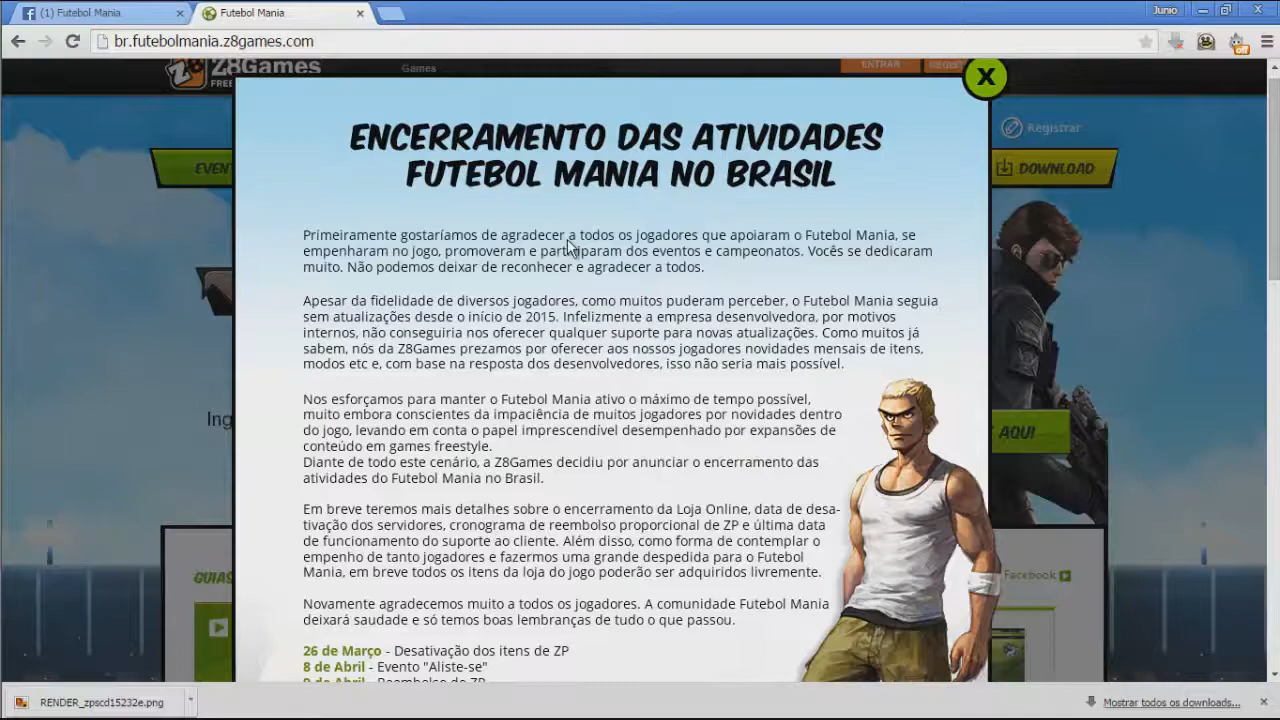 (1) Futebol Mania
Futebol Mania
Junio
br.futebolmania.z8games.com
off
Z8Games
FREE
Games
ENTRAR
Registrar
EVEN
DOWNLOAD
X
ENCERRAMENTO DAS ATIVIDADES
FUTEBOL MANIA NO BRASIL
Primeiramente gostaríamos de agradecer a todos os jogadores que apoiaram o Futebol Mania, se
empenharam no jogo, promoveram e participaram dos eventos e campeonatos. Vocês se dedicaram
muito. Não podemos deixar de reconhecer e agradecer a todos.
Apesar da fidelidade de diversos jogadores, como muitos puderam perceber, o Futebol Mania seguia
sem atualizações desde o início de 2015. Infelizmente a empresa desenvolvedora, por motivos
internos, não conseguiria nos oferecer qualquer suporte para novas atualizações. Como muitos já
sabem, nós da Z8Games prezamos por oferecer aos nossos jogadores novidades mensais de itens,
modos etc e, com base na resposta dos desenvolvedores, isso não seria mais possível.
Nos esforçamos para manter o Futebol Mania ativo o máximo de tempo possível,
muito embora conscientes da impaciência de muitos jogadores por novidades dentro
do jogo, levando em conta o papel imprescindível desempenhado por expansões de
conteúdo em games freestyle.
Diante de todo este cenário, a Z8Games decidiu por anunciar o encerramento das
atividades do Futebol Mania no Brasil.
Em breve teremos mais detalhes sobre o encerramento da Loja Online, data de desa-
tivação dos servidores, cronograma de reembolso proporcional de ZP e última data
de funcionamento do suporte ao cliente. Além disso, como forma de contemplar o
empenho de tanto jogadores e fazermos uma grande despedida para o Futebol
Mania, em breve todos os itens da loja do jogo poderão ser adquiridos livremente.
Novamente agradecemos muito a todos os jogadores. A comunidade Futebol Mania
deixará saudade e só temos boas lembranças de tudo o que passou.
26 de Março - Desativação dos itens de ZP
8 de Abril - Evento "Aliste-se"
9 de Abril - Reembolso de ZP
Ing
AQUI
GUIAS
Facebook
RENDER_zpscd15232e.png
Mostrar todos os downloads...